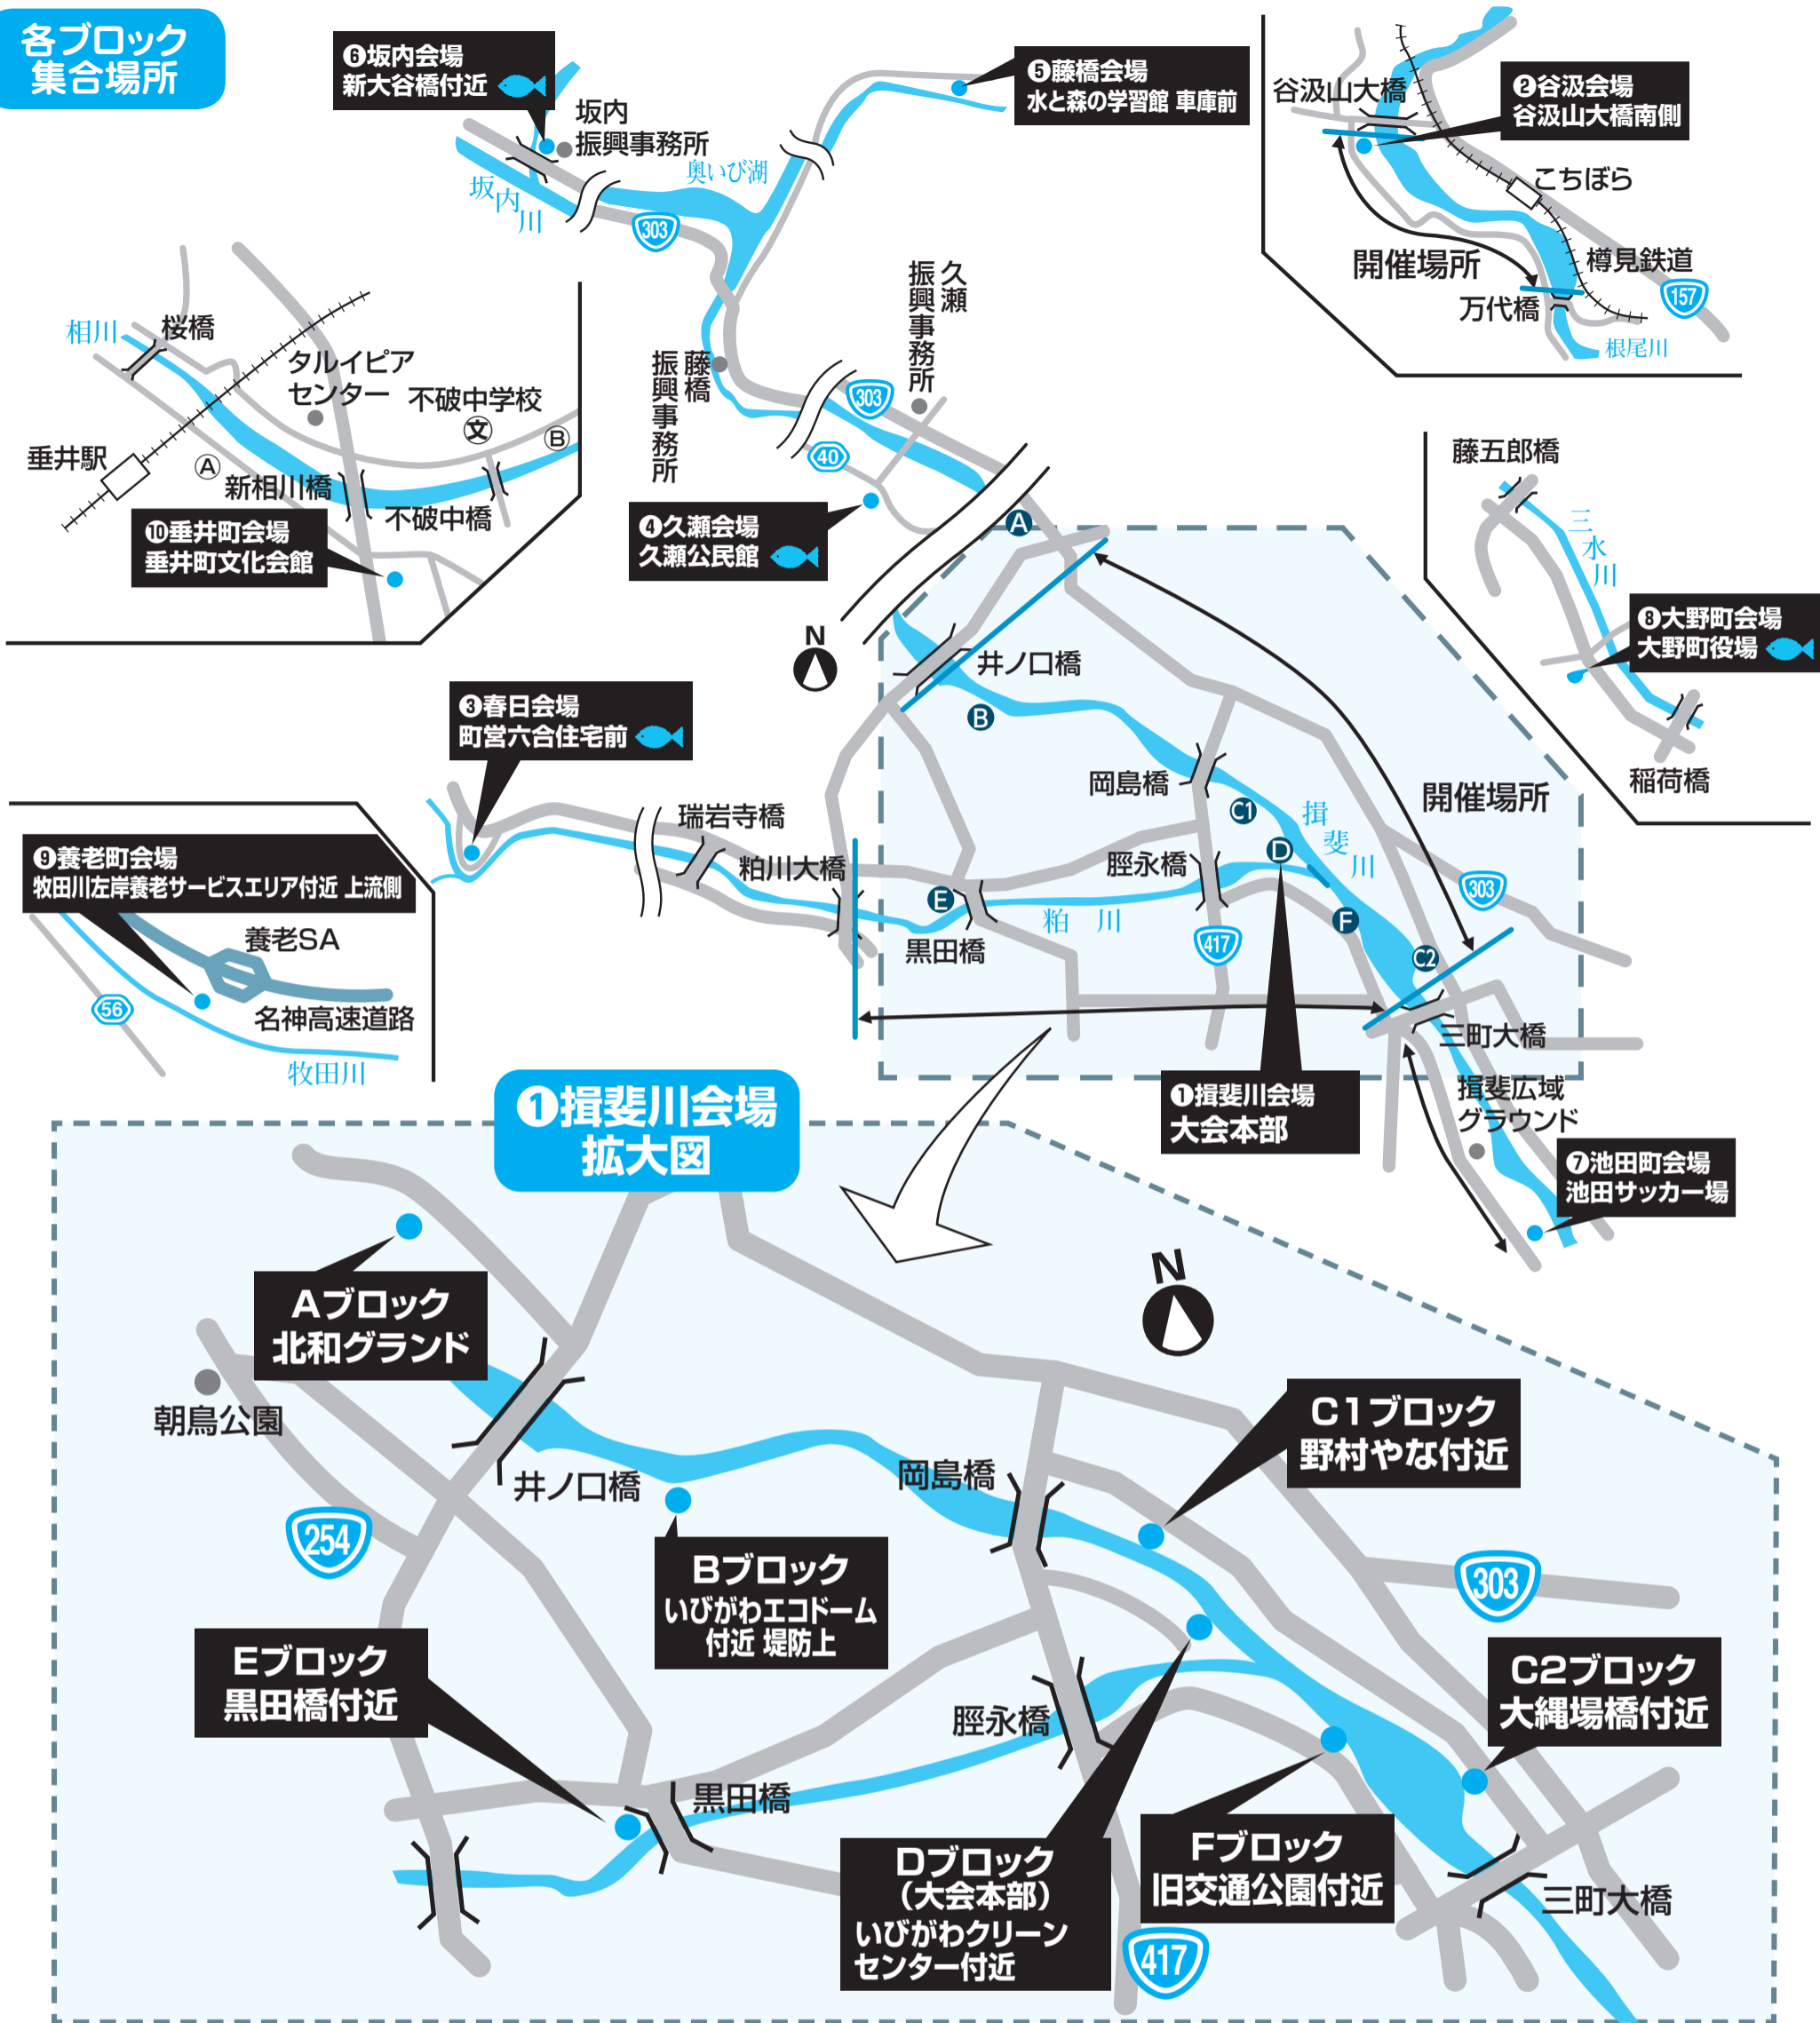 各ブロック
集合場所
❻坂内会場
新大谷橋付近
坂内
振興事務所
坂内川
奥いび湖
303
❺藤橋会場
水と森の学習館 車庫前
谷汲山大橋
❷谷汲会場
谷汲山大橋南側
こちぼら
開催場所
樽見鉄道
157
万代橋
根尾川
相川
桜橋
タルイピア
センター
不破中学校
文
Ⓑ
垂井駅
Ⓐ
新相川橋
不破中橋
❿垂井町会場
垂井町文化会館
藤橋
振興事務所
久瀬
振興事務所
303
40
❹久瀬会場
久瀬公民館
藤五郎橋
三水川
❽大野町会場
大野町役場
稲荷橋
N
A
井ノ口橋
B
❸春日会場
町営六合住宅前
瑞岩寺橋
粕川大橋
岡島橋
C1
揖斐川
開催場所
脛永橋
D
303
E
粕川
F
黒田橋
417
C2
三町大橋
❾養老町会場
牧田川左岸養老サービスエリア付近 上流側
養老SA
56
名神高速道路
牧田川
❶揖斐川会場
大会本部
揖斐広域
グラウンド
❼池田町会場
池田サッカー場
❶揖斐川会場
拡大図
N
Aブロック
北和グランド
朝鳥公園
井ノ口橋
岡島橋
C1ブロック
野村やな付近
254
Bブロック
いびがわエコドーム
付近 堤防上
303
Eブロック
黒田橋付近
C2ブロック
大縄場橋付近
脛永橋
黒田橋
Dブロック
（大会本部）
いびがわクリーン
センター付近
Fブロック
旧交通公園付近
三町大橋
417